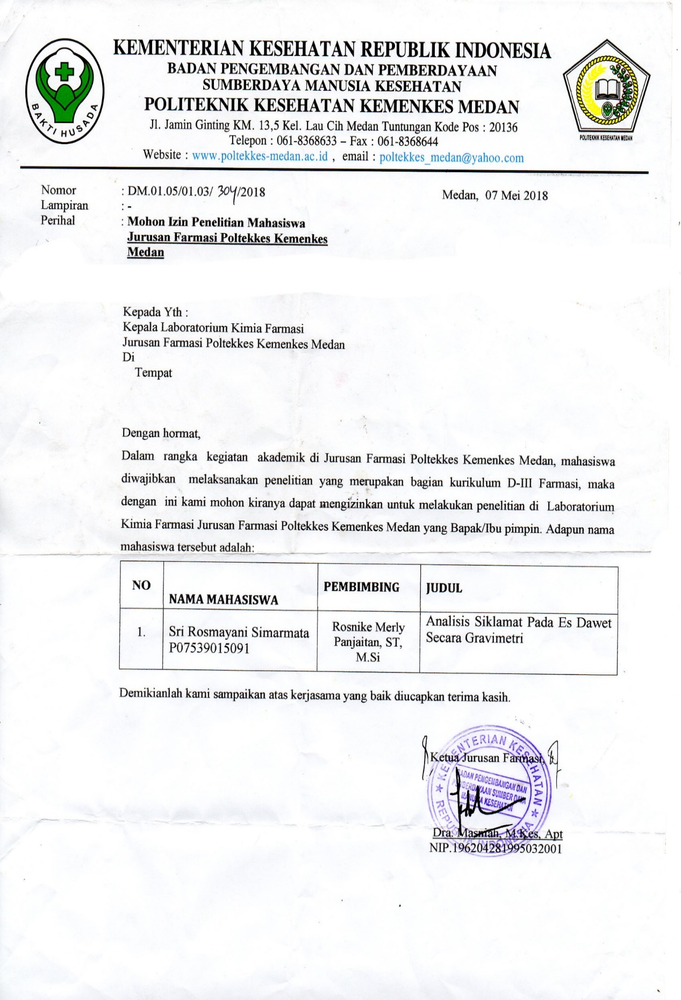 KEMENTERIAN KESEHATAN REPUBLIK INDONESIA
BADAN PENGEMBANGAN DAN PEMBERDAYAAN
SUMBERDAYA MANUSIA KESEHATAN
POLITEKNIK KESEHATAN KEMENKES MEDAN
Jl. Jamin Ginting KM. 13,5 Kel. Lau Cih Medan Tuntungan Kode Pos : 20136
Telepon : 061-8368633 – Fax : 061-8368644
Website : www.poltekkes-medan.ac.id , email : poltekkes_medan@yahoo.com
BAKTI HUSADA
POLITEKNIK KESEHATAN MEDAN
Nomor : DM.01.05/01.03/ 304/2018
Medan, 07 Mei 2018
Lampiran : -
Perihal : Mohon Izin Penelitian Mahasiswa
Jurusan Farmasi Poltekkes Kemenkes
Medan
Kepada Yth :
Kepala Laboratorium Kimia Farmasi
Jurusan Farmasi Poltekkes Kemenkes Medan
Di
Tempat
Dengan hormat,
Dalam rangka kegiatan akademik di Jurusan Farmasi Poltekkes Kemenkes Medan, mahasiswa
diwajibkan melaksanakan penelitian yang merupakan bagian kurikulum D-III Farmasi, maka
dengan ini kami mohon kiranya dapat mengizinkan untuk melakukan penelitian di Laboratorium
Kimia Farmasi Jurusan Farmasi Poltekkes Kemenkes Medan yang Bapak/Ibu pimpin. Adapun nama
mahasiswa tersebut adalah:
NO
NAMA MAHASISWA
PEMBIMBING
JUDUL
1.
Sri Rosmayani Simarmata
P07539015091
Rosnike Merly
Panjaitan, ST,
M.Si
Analisis Siklamat Pada Es Dawet
Secara Gravimetri
Demikianlah kami sampaikan atas kerjasama yang baik diucapkan terima kasih.
Ketua Jurusan Farmasi,
KEMENTERIAN KESEHATAN
BADAN PENGEMBANGAN DAN
PEMBERDAYAAN SUMBER DAYA
MANUSIA KESEHATAN
REPUBLIK INDONESIA
Dra. Masniah, M.Kes, Apt
NIP.196204281995032001